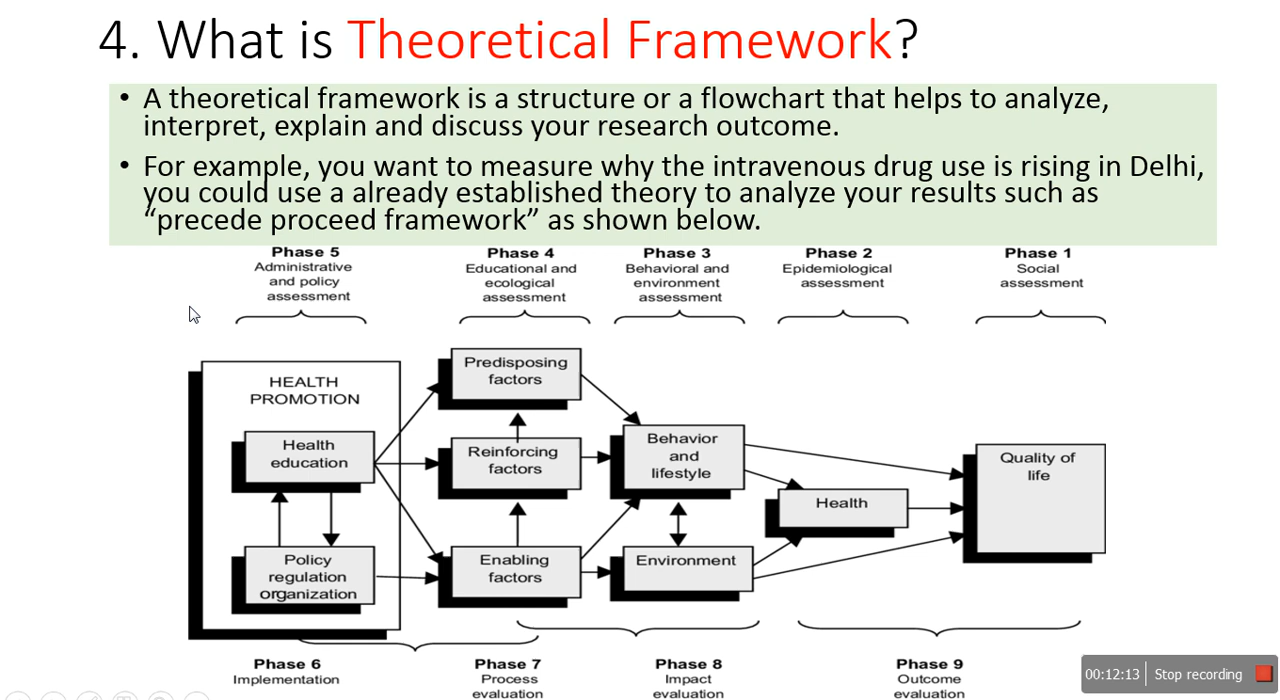 4. What is Theoretical Framework?
• A theoretical framework is a structure or a flowchart that helps to analyze,
interpret, explain and discuss your research outcome.
• For example, you want to measure why the intravenous drug use is rising in Delhi,
you could use a already established theory to analyze your results such as
“precede proceed framework” as shown below.
Phase 5
Administrative
and policy
assessment
Phase 4
Educational and
ecological
assessment
Phase 3
Behavioral and
environment
assessment
Phase 2
Epidemiological
assessment
Phase 1
Social
assessment
HEALTH
PROMOTION
Health
education
Policy
regulation
organization
Predisposing
factors
Reinforcing
factors
Enabling
factors
Behavior
and
lifestyle
Environment
Health
Quality of
life
Phase 6
Implementation
Phase 7
Process
evaluation
Phase 8
Impact
evaluation
Phase 9
Outcome
evaluation
00:12:13 Stop recording